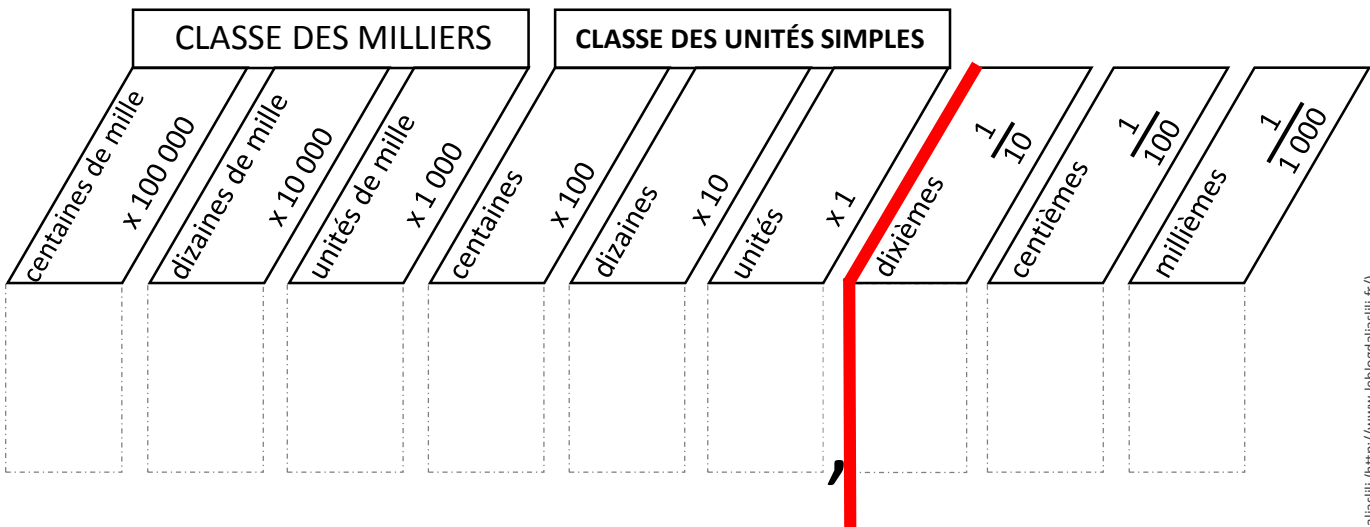 CLASSE DES MILLIERS
CLASSE DES UNITÉS SIMPLES
centaines de mille
x 100 000
dizaines de mille
x 10 000
unités de mille
x 1 000
centaines
x 100
dizaines
x 10
unités
x 1
dixièmes
1
10
centièmes
1
100
millièmes
1
1 000
,